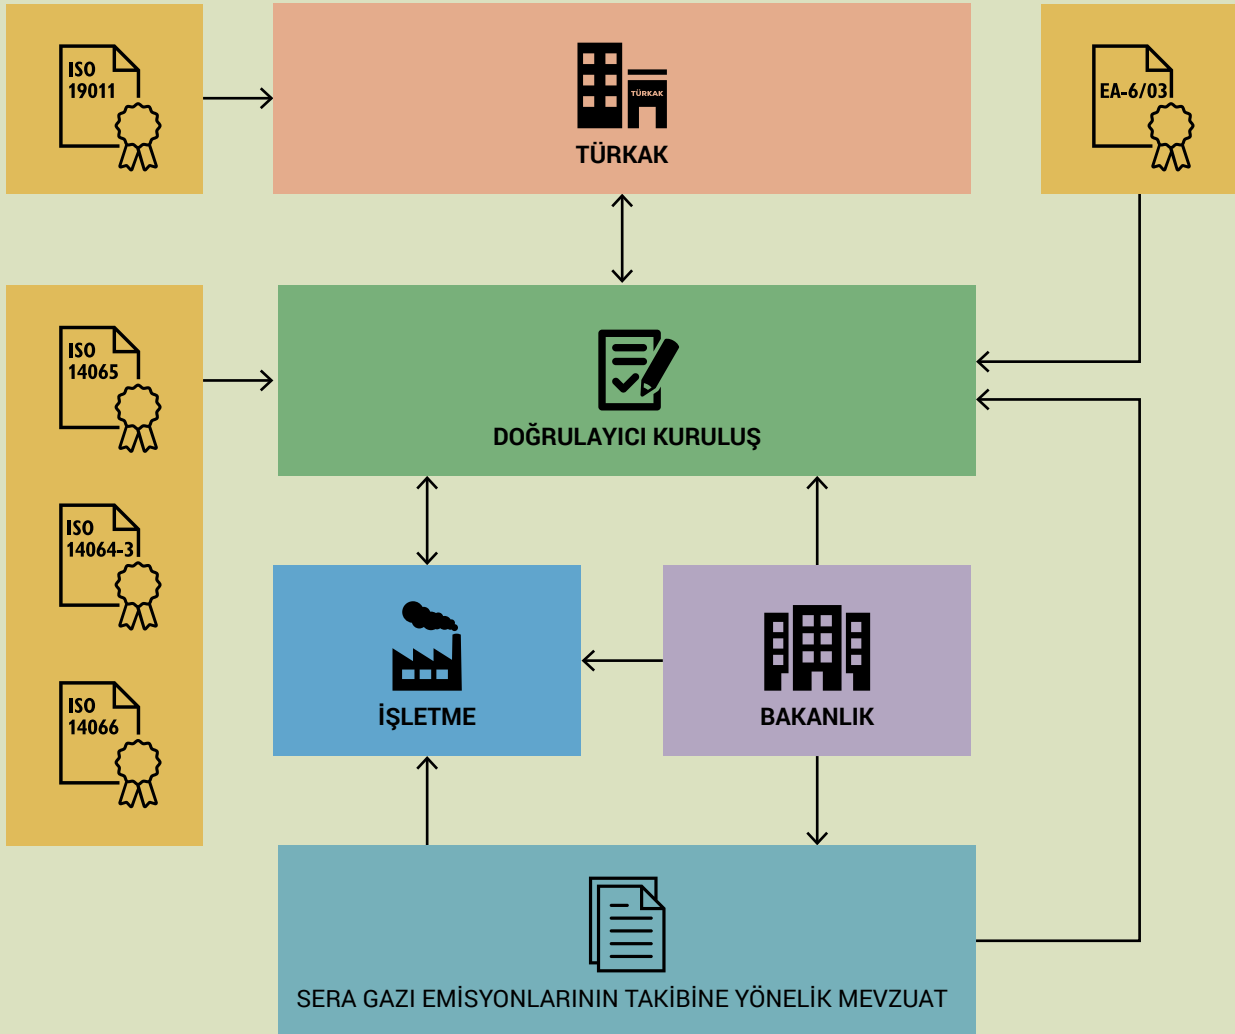 ISO
19011
TÜRKAK
TÜRKAK
EA-6/03
ISO
14065
DOĞRULAYICI KURULUŞ
ISO
14064-3
İŞLETME
BAKANLIK
ISO
14066
SERA GAZI EMİSYONLARININ TAKİBİNE YÖNELİK MEVZUAT